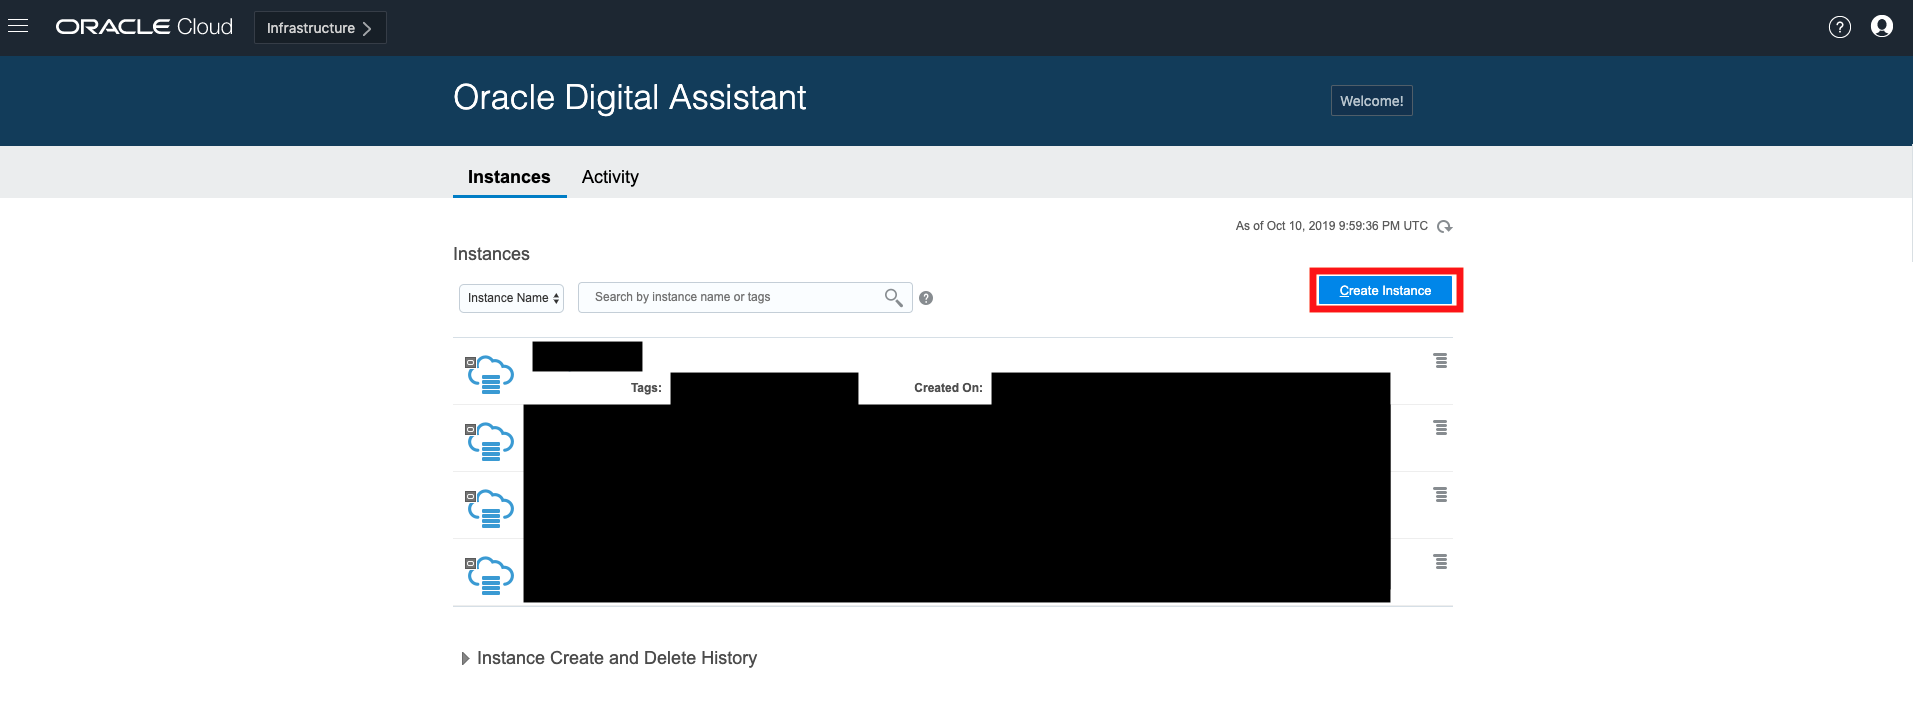 ORACLE Cloud Infrastructure
Oracle Digital Assistant
Welcome!
Instances Activity
As of Oct 10, 2019 9:59:36 PM UTC
Instances
Instance Name Search by instance name or tags Create Instance
Tags: Created On:
Instance Create and Delete History